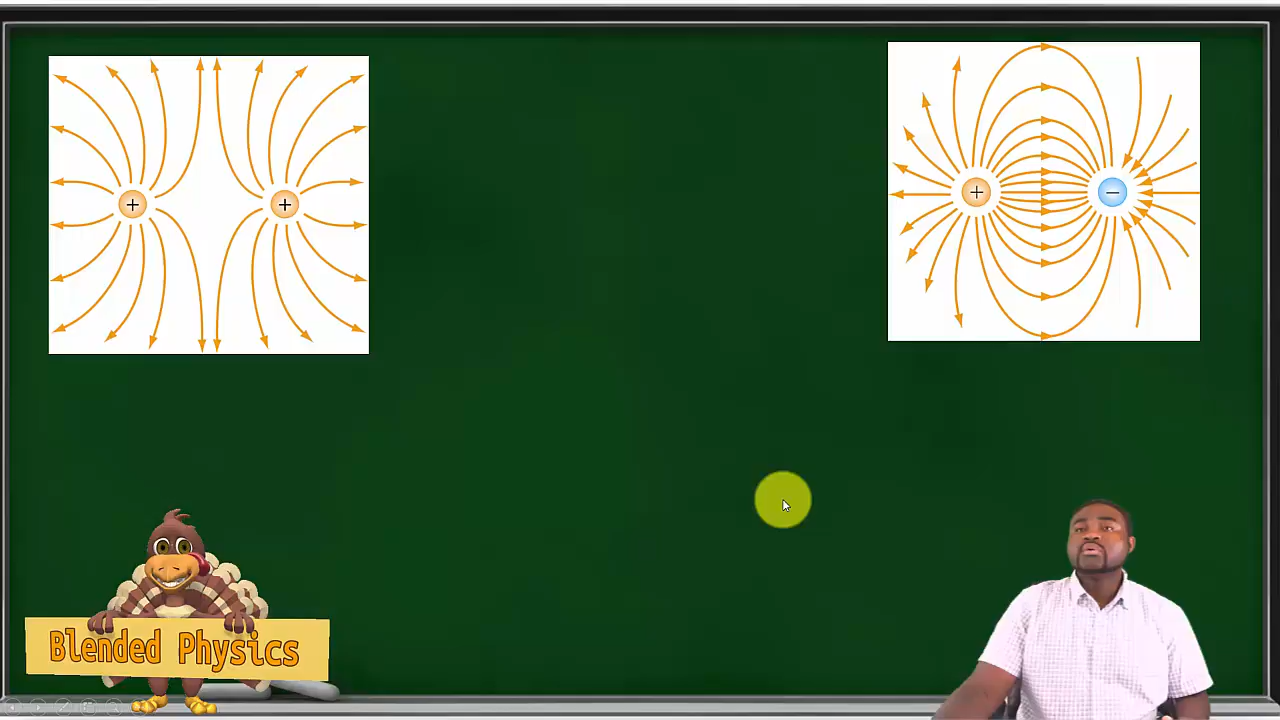 + +
+ −
Blended Physics